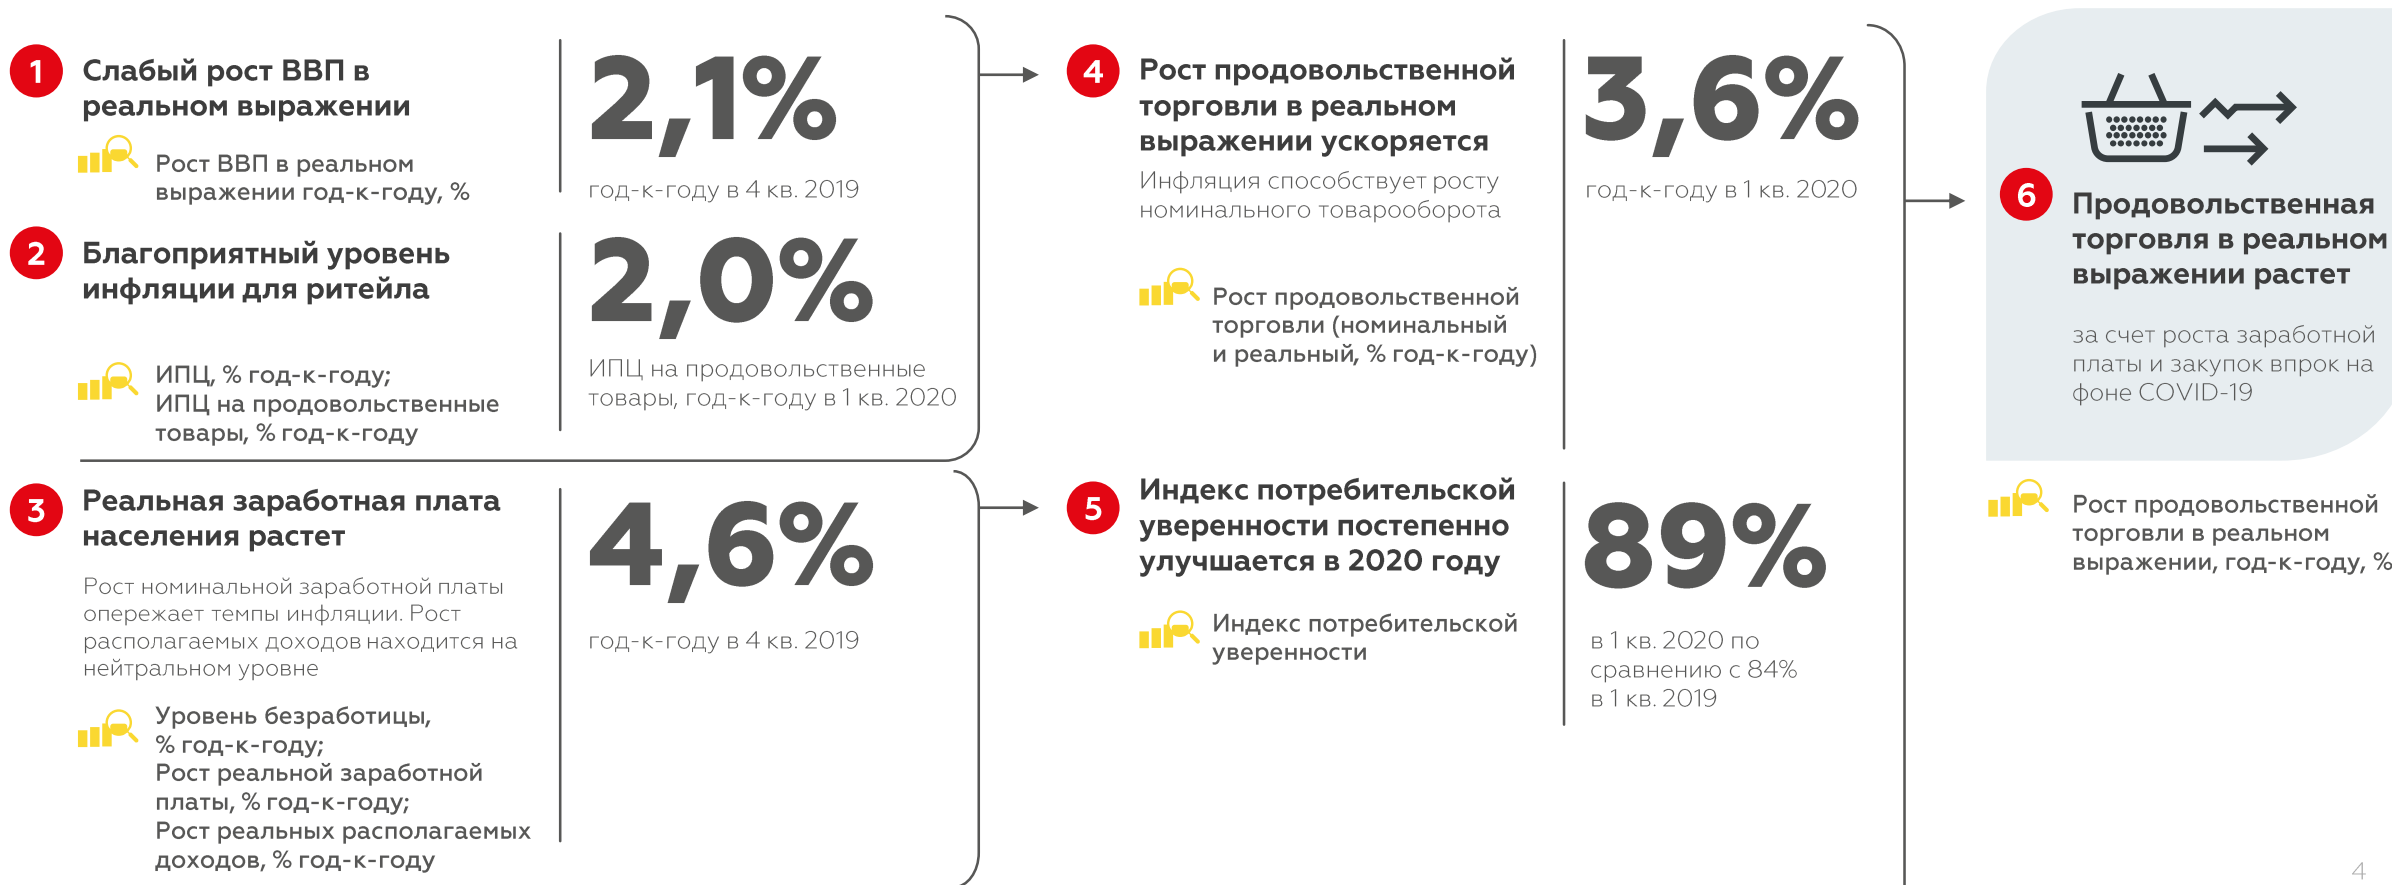 1
Слабый рост ВВП в
реальном выражении
Рост ВВП в реальном
выражении год-к-году, %
2,1%
год-к-году в 4 кв. 2019
2
Благоприятный уровень
инфляции для ритейла
ИПЦ, % год-к-году;
ИПЦ на продовольственные
товары, % год-к-году
2,0%
ИПЦ на продовольственные
товары, год-к-году в 1 кв. 2020
3
Реальная заработная плата
населения растет
Рост номинальной заработной платы
опережает темпы инфляции. Рост
располагаемых доходов находится на
нейтральном уровне
Уровень безработицы,
% год-к-году;
Рост реальной заработной
платы, % год-к-году;
Рост реальных располагаемых
доходов, % год-к-году
4,6%
год-к-году в 4 кв. 2019
4
Рост продовольственной
торговли в реальном
выражении ускоряется
Инфляция способствует росту
номинального товарооборота
Рост продовольственной
торговли (номинальный
и реальный, % год-к-году)
3,6%
год-к-году в 1 кв. 2020
5
Индекс потребительской
уверенности постепенно
улучшается в 2020 году
Индекс потребительской
уверенности
89%
в 1 кв. 2020 по
сравнению с 84%
в 1 кв. 2019
6
Продовольственная
торговля в реальном
выражении растет
за счет роста заработной
платы и закупок впрок на
фоне COVID-19
Рост продовольственной
торговли в реальном
выражении, год-к-году, %
4